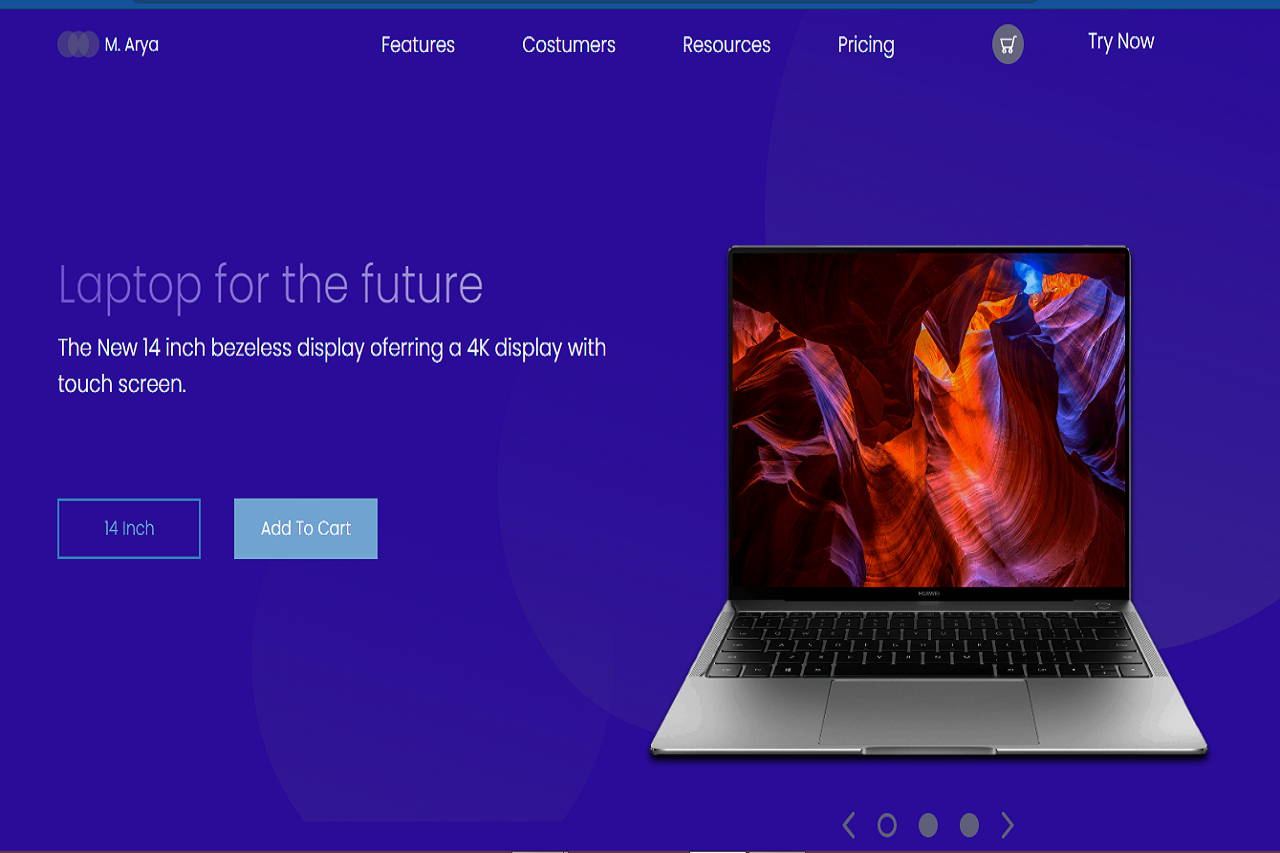 M. Arya
Features
Costumers
Resources
Pricing
Try Now
Laptop for the future
The New 14 inch bezeless display oferring a 4K display with
touch screen.
14 Inch
Add To Cart
HUAWEI